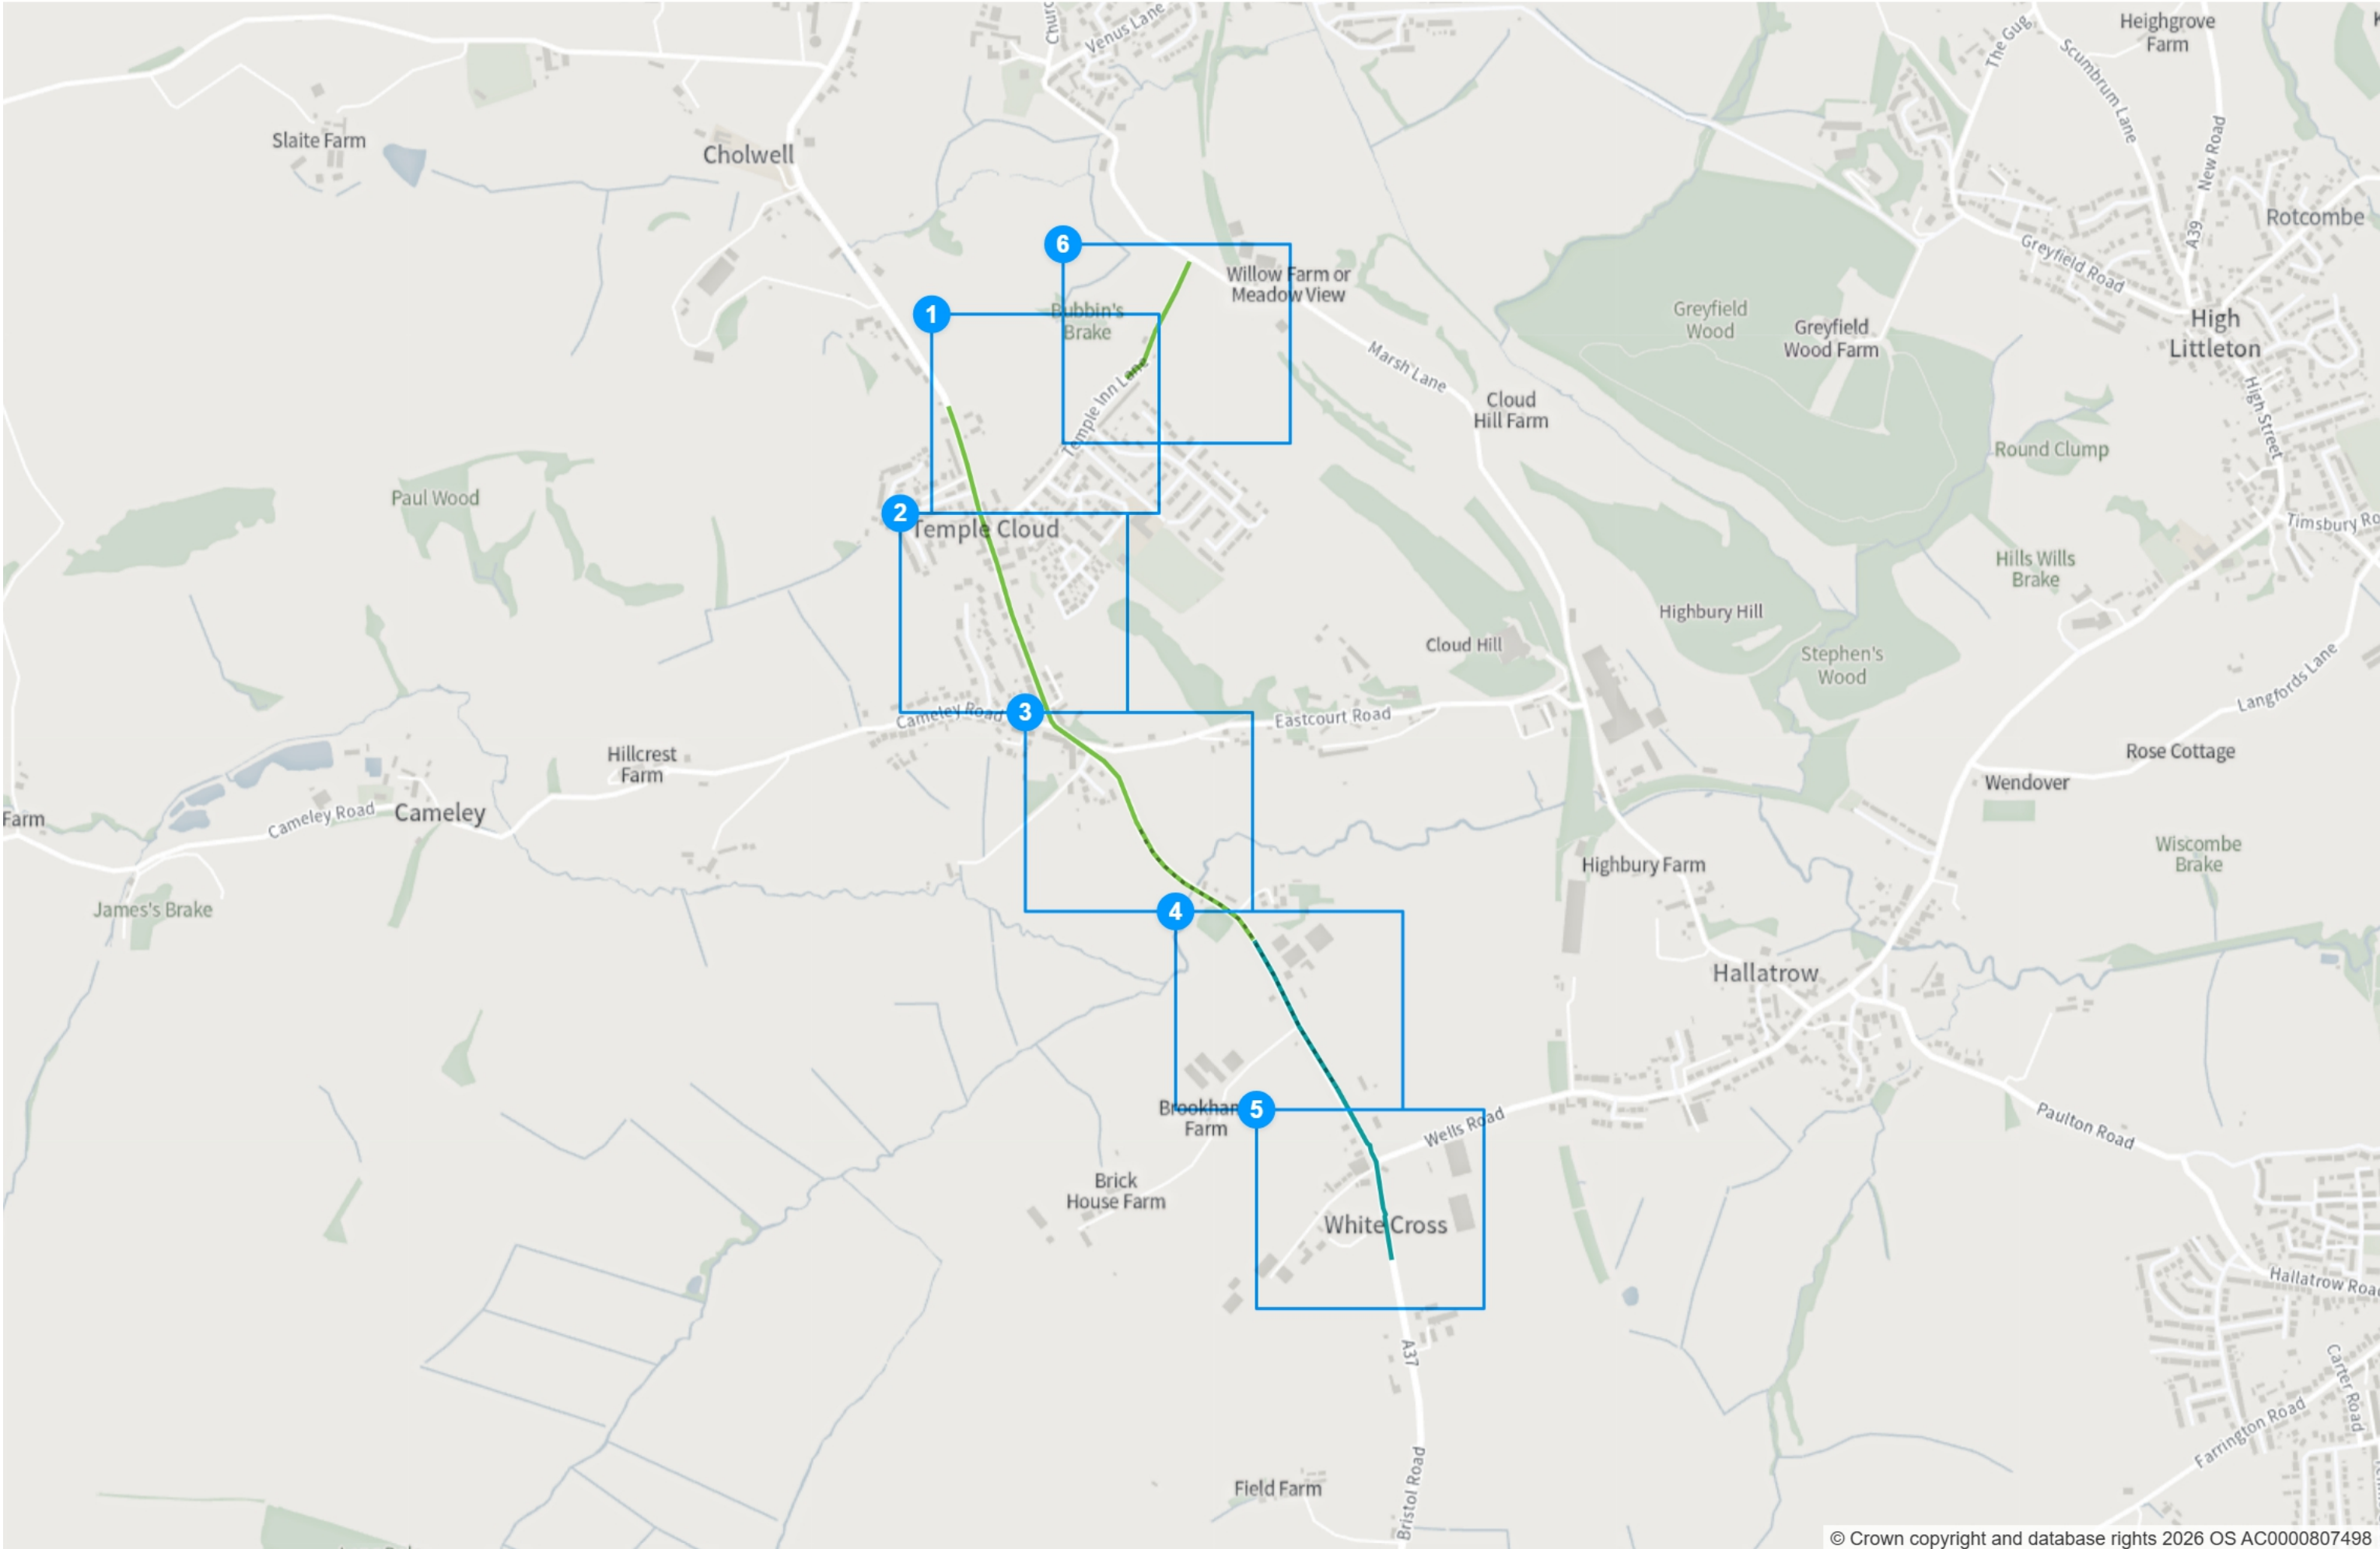 Church
Venus Lane
The Gug
Scumbrum Lane
Heighgrove
Farm
New Road
A39
Slaite Farm
Cholwell
Rotcombe
Greyfield Road
6
1
Willow Farm or
Meadow View
Bubbin's
Brake
Greyfield
Wood
Greyfield
Wood Farm
High
Littleton
Marsh Lane
Temple Inn Lane
Cloud
Hill Farm
High Street
Round Clump
Paul Wood
2
Temple Cloud
Timsbury Ro
Hills Wills
Brake
Highbury Hill
Cloud Hill
Stephen's
Wood
Langfords Lane
Cameley Road
3
Eastcourt Road
Hillcrest
Farm
Rose Cottage
Wendover
Farm
Cameley Road
Cameley
Wiscombe
Brake
Highbury Farm
James's Brake
4
Hallatrow
Brookhan
Farm
5
Wells Road
Paulton Road
Brick
House Farm
White Cross
Hallatrow Road
A37
Carter Road
Farrington Road
Bristol Road
Field Farm
© Crown copyright and database rights 2026 OS AC0000807498